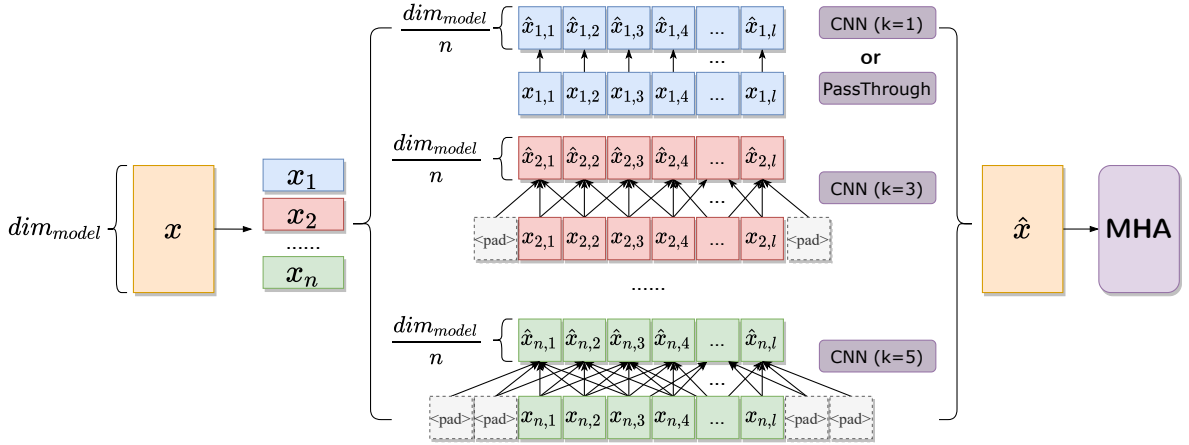 dim_model
x
x_1
x_2
......
x_n
dim_model / n
x̂_{1,1} x̂_{1,2} x̂_{1,3} x̂_{1,4} ... x̂_{1,l}
...
x_{1,1} x_{1,2} x_{1,3} x_{1,4} ... x_{1,l}
CNN (k=1)
or
PassThrough
dim_model / n
x̂_{2,1} x̂_{2,2} x̂_{2,3} x̂_{2,4} ... x̂_{2,l}
...
<pad> x_{2,1} x_{2,2} x_{2,3} x_{2,4} ... x_{2,l} <pad>
CNN (k=3)
......
dim_model / n
x̂_{n,1} x̂_{n,2} x̂_{n,3} x̂_{n,4} ... x̂_{n,l}
...
<pad> <pad> x_{n,1} x_{n,2} x_{n,3} x_{n,4} ... x_{n,l} <pad> <pad>
CNN (k=5)
x̂
MHA